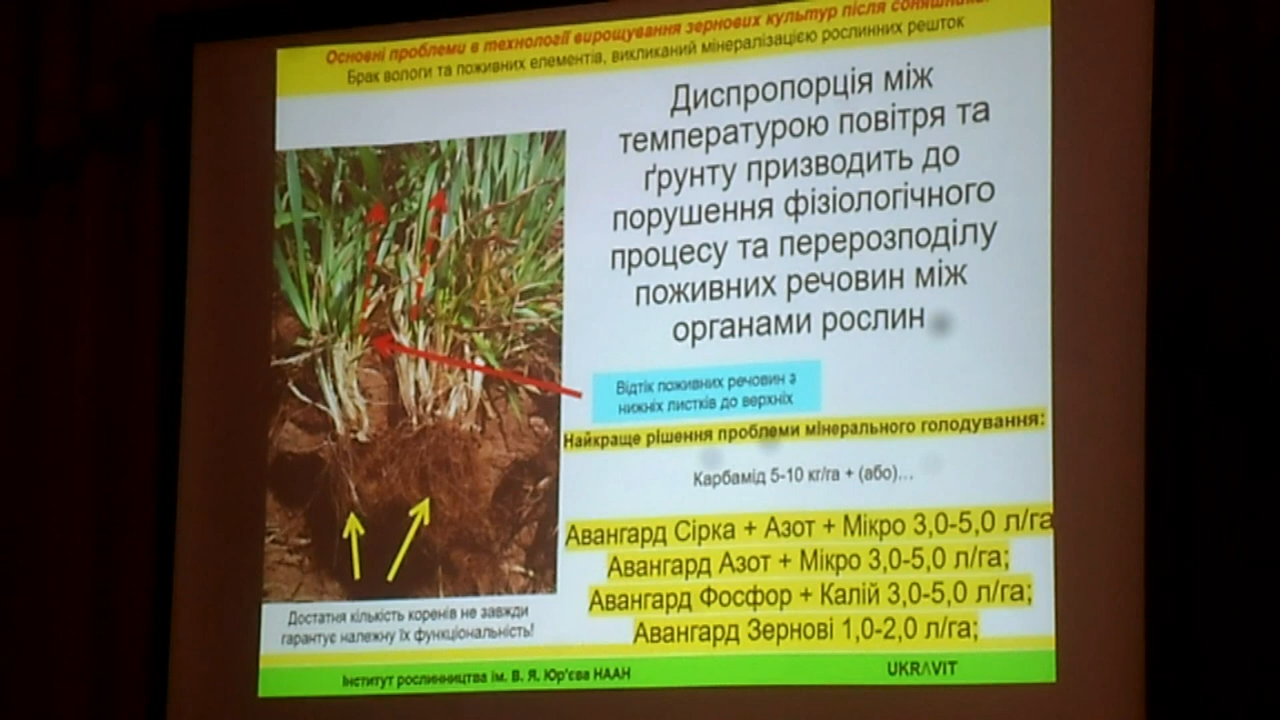 Основні проблеми в технології вирощування зернових культур після соняшника:
Брак вологи та поживних елементів, викликаний мінералізацією рослинних решток
Диспропорція між
температурою повітря та
ґрунту призводить до
порушення фізіологічного
процесу та перерозподілу
поживних речовин між
органами рослин
Відтік поживних речовин з
нижніх листків до верхніх
Найкраще рішення проблеми мінерального голодування:
Карбамід 5-10 кг/га + (або)...
Авангард Сірка + Азот + Мікро 3,0-5,0 л/га
Авангард Азот + Мікро 3,0-5,0 л/га;
Авангард Фосфор + Калій 3,0-5,0 л/га;
Авангард Зернові 1,0-2,0 л/га;
Достатня кількість коренів не завжди
гарантує належну їх функціональність!
Інститут рослинництва ім. В. Я. Юр'єва НААН
UKRAVIT